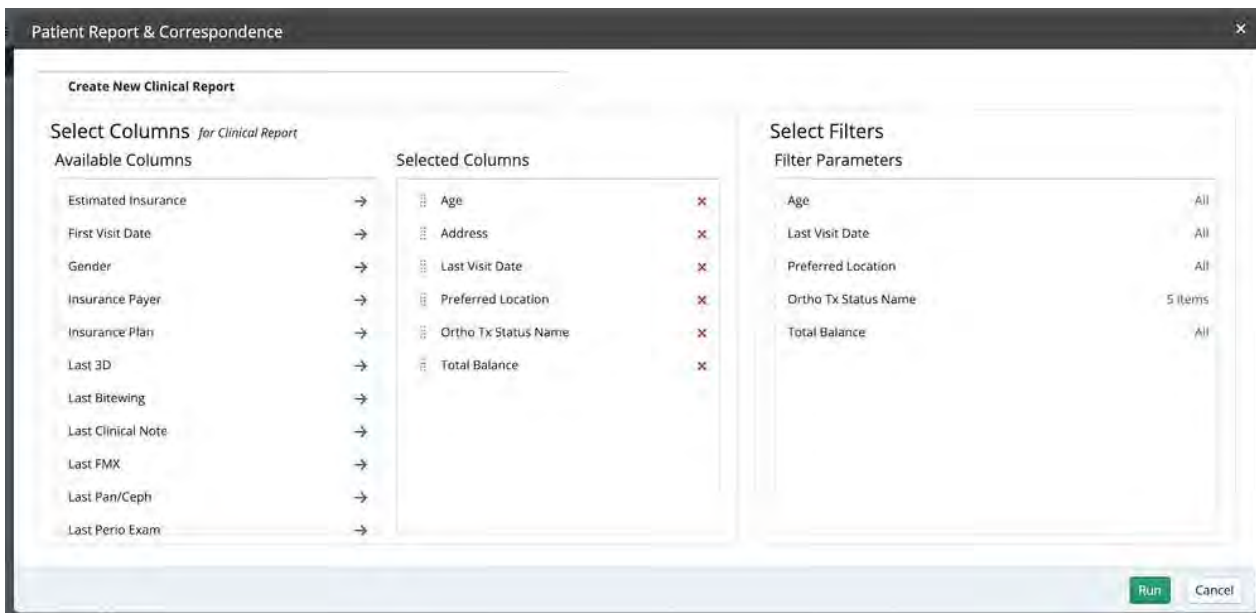 Patient Report & Correspondence
Create New Clinical Report
Select Columns for Clinical Report
Available Columns
Estimated Insurance
First Visit Date
Gender
Insurance Payer
Insurance Plan
Last 3D
Last Bitewing
Last Clinical Note
Last FMX
Last Pan/Ceph
Last Perio Exam
Selected Columns
Age
Address
Last Visit Date
Preferred Location
Ortho Tx Status Name
Total Balance
Select Filters
Filter Parameters
Age All
Last Visit Date All
Preferred Location All
Ortho Tx Status Name 5 Items
Total Balance All
Run Cancel